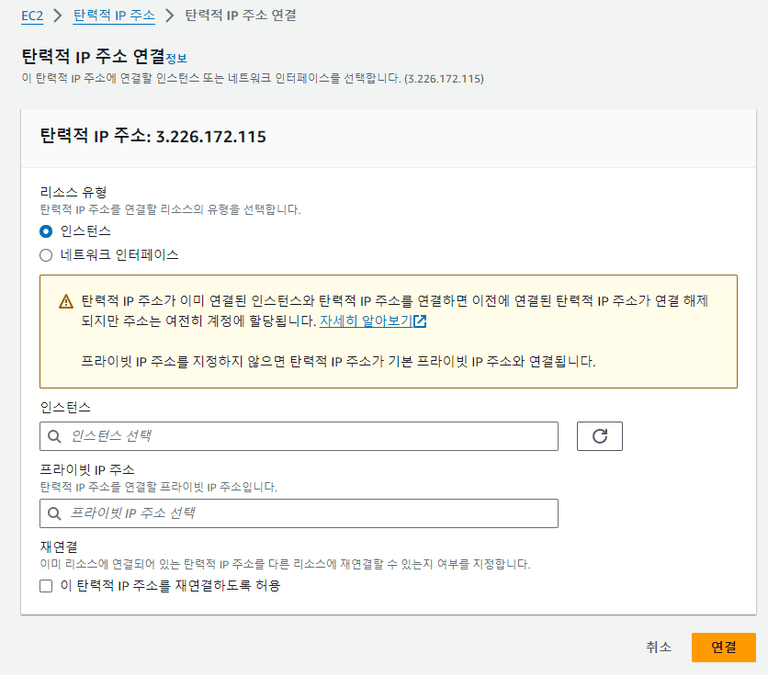 EC2 > 탄력적 IP 주소 > 탄력적 IP 주소 연결
탄력적 IP 주소 연결 정보
이 탄력적 IP 주소에 연결할 인스턴스 또는 네트워크 인터페이스를 선택합니다. (3.226.172.115)
탄력적 IP 주소: 3.226.172.115
리소스 유형
탄력적 IP 주소를 연결할 리소스의 유형을 선택합니다.
인스턴스
네트워크 인터페이스
탄력적 IP 주소가 이미 연결된 인스턴스와 탄력적 IP 주소를 연결하면 이전에 연결된 탄력적 IP 주소가 연결 해제
되지만 주소는 여전히 계정에 할당됩니다. 자세히 알아보기
프라이빗 IP 주소를 지정하지 않으면 탄력적 IP 주소가 기본 프라이빗 IP 주소와 연결됩니다.
인스턴스
인스턴스 선택
프라이빗 IP 주소
탄력적 IP 주소를 연결할 프라이빗 IP 주소입니다.
프라이빗 IP 주소 선택
재연결
이미 리소스에 연결되어 있는 탄력적 IP 주소를 다른 리소스에 재연결할 수 있는지 여부를 지정합니다.
이 탄력적 IP 주소를 재연결하도록 허용
취소
연결